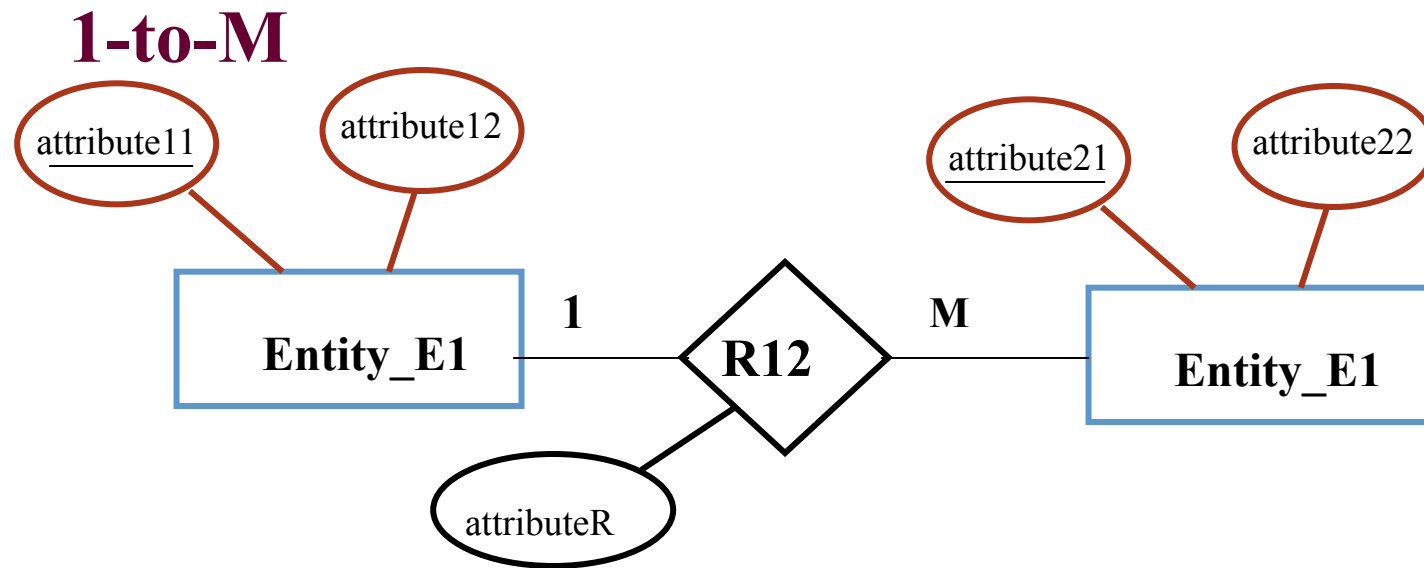 1-to-M
attribute11
attribute12
attribute21
attribute22
1
M
Entity_E1
R12
Entity_E1
attributeR